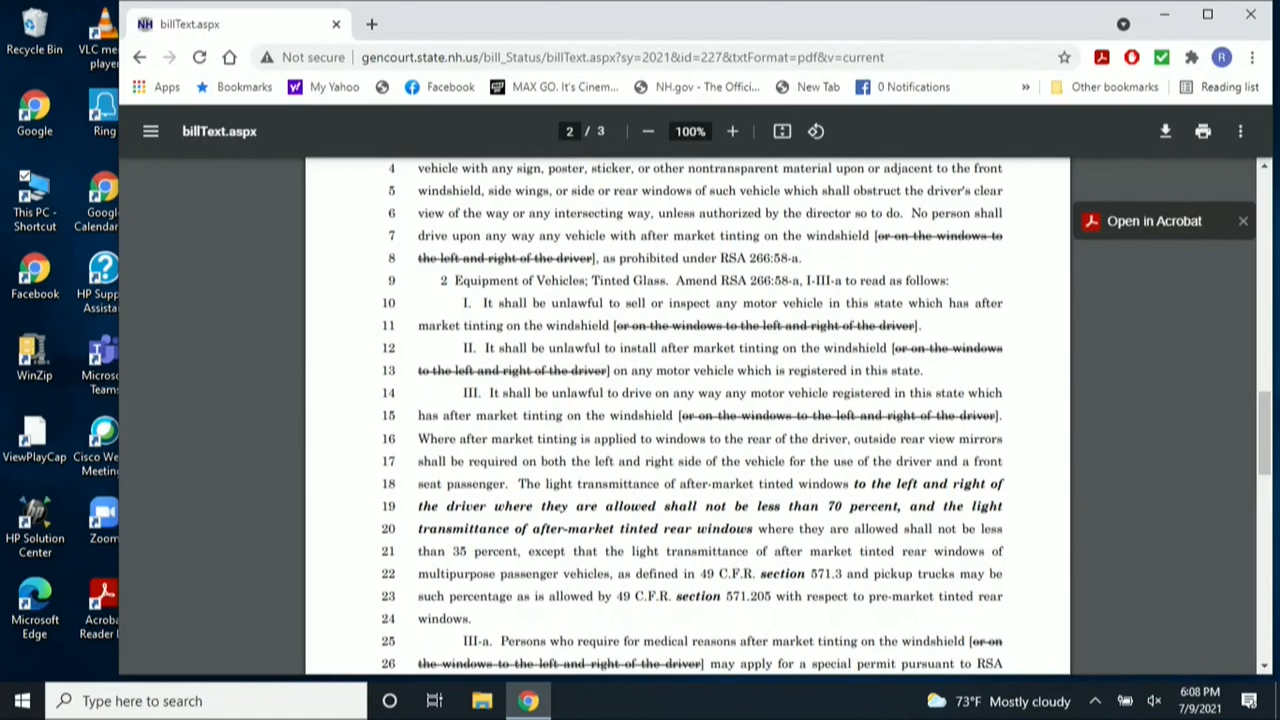 Recycle Bin
VLC me
player
Google
Ring
This PC -
Shortcut
Googl
Calendar
Facebook
HP Supp
Assista
WinZip
Micros
Teams
ViewPlayCap
Cisco We
Meeting
HP Solution
Center
Zoom
Microsoft
Edge
Acroba
Reader
NH billText.aspx
Not secure gencourt.state.nh.us/bill_Status/billText.aspx?sy=2021&id=227&txtFormat=pdf&v=current
R
Apps Bookmarks My Yahoo Facebook MAX GO. It's Cinem... NH.gov - The Offici... New Tab 0 Notifications » Other bookmarks Reading list
billText.aspx 2 / 3 100%
Open in Acrobat
4 vehicle with any sign, poster, sticker, or other nontransparent material upon or adjacent to the front
5 windshield, side wings, or side or rear windows of such vehicle which shall obstruct the driver's clear
6 view of the way or any intersecting way, unless authorized by the director so to do. No person shall
7 drive upon any way any vehicle with after market tinting on the windshield [or on the windows to
8 the left and right of the driver], as prohibited under RSA 266:58-a.
9 2 Equipment of Vehicles; Tinted Glass. Amend RSA 266:58-a, I-III-a to read as follows:
10 I. It shall be unlawful to sell or inspect any motor vehicle in this state which has after
11 market tinting on the windshield [or on the windows to the left and right of the driver].
12 II. It shall be unlawful to install after market tinting on the windshield [or on the windows
13 to the left and right of the driver] on any motor vehicle which is registered in this state.
14 III. It shall be unlawful to drive on any way any motor vehicle registered in this state which
15 has after market tinting on the windshield [or on the windows to the left and right of the driver].
16 Where after market tinting is applied to windows to the rear of the driver, outside rear view mirrors
17 shall be required on both the left and right side of the vehicle for the use of the driver and a front
18 seat passenger. The light transmittance of after-market tinted windows to the left and right of
19 the driver where they are allowed shall not be less than 70 percent, and the light
20 transmittance of after-market tinted rear windows where they are allowed shall not be less
21 than 35 percent, except that the light transmittance of after market tinted rear windows of
22 multipurpose passenger vehicles, as defined in 49 C.F.R. section 571.3 and pickup trucks may be
23 such percentage as is allowed by 49 C.F.R. section 571.205 with respect to pre-market tinted rear
24 windows.
25 III-a. Persons who require for medical reasons after market tinting on the windshield [or on
26 the windows to the left and right of the driver] may apply for a special permit pursuant to RSA
Type here to search
73°F Mostly cloudy
6:08 PM
7/9/2021